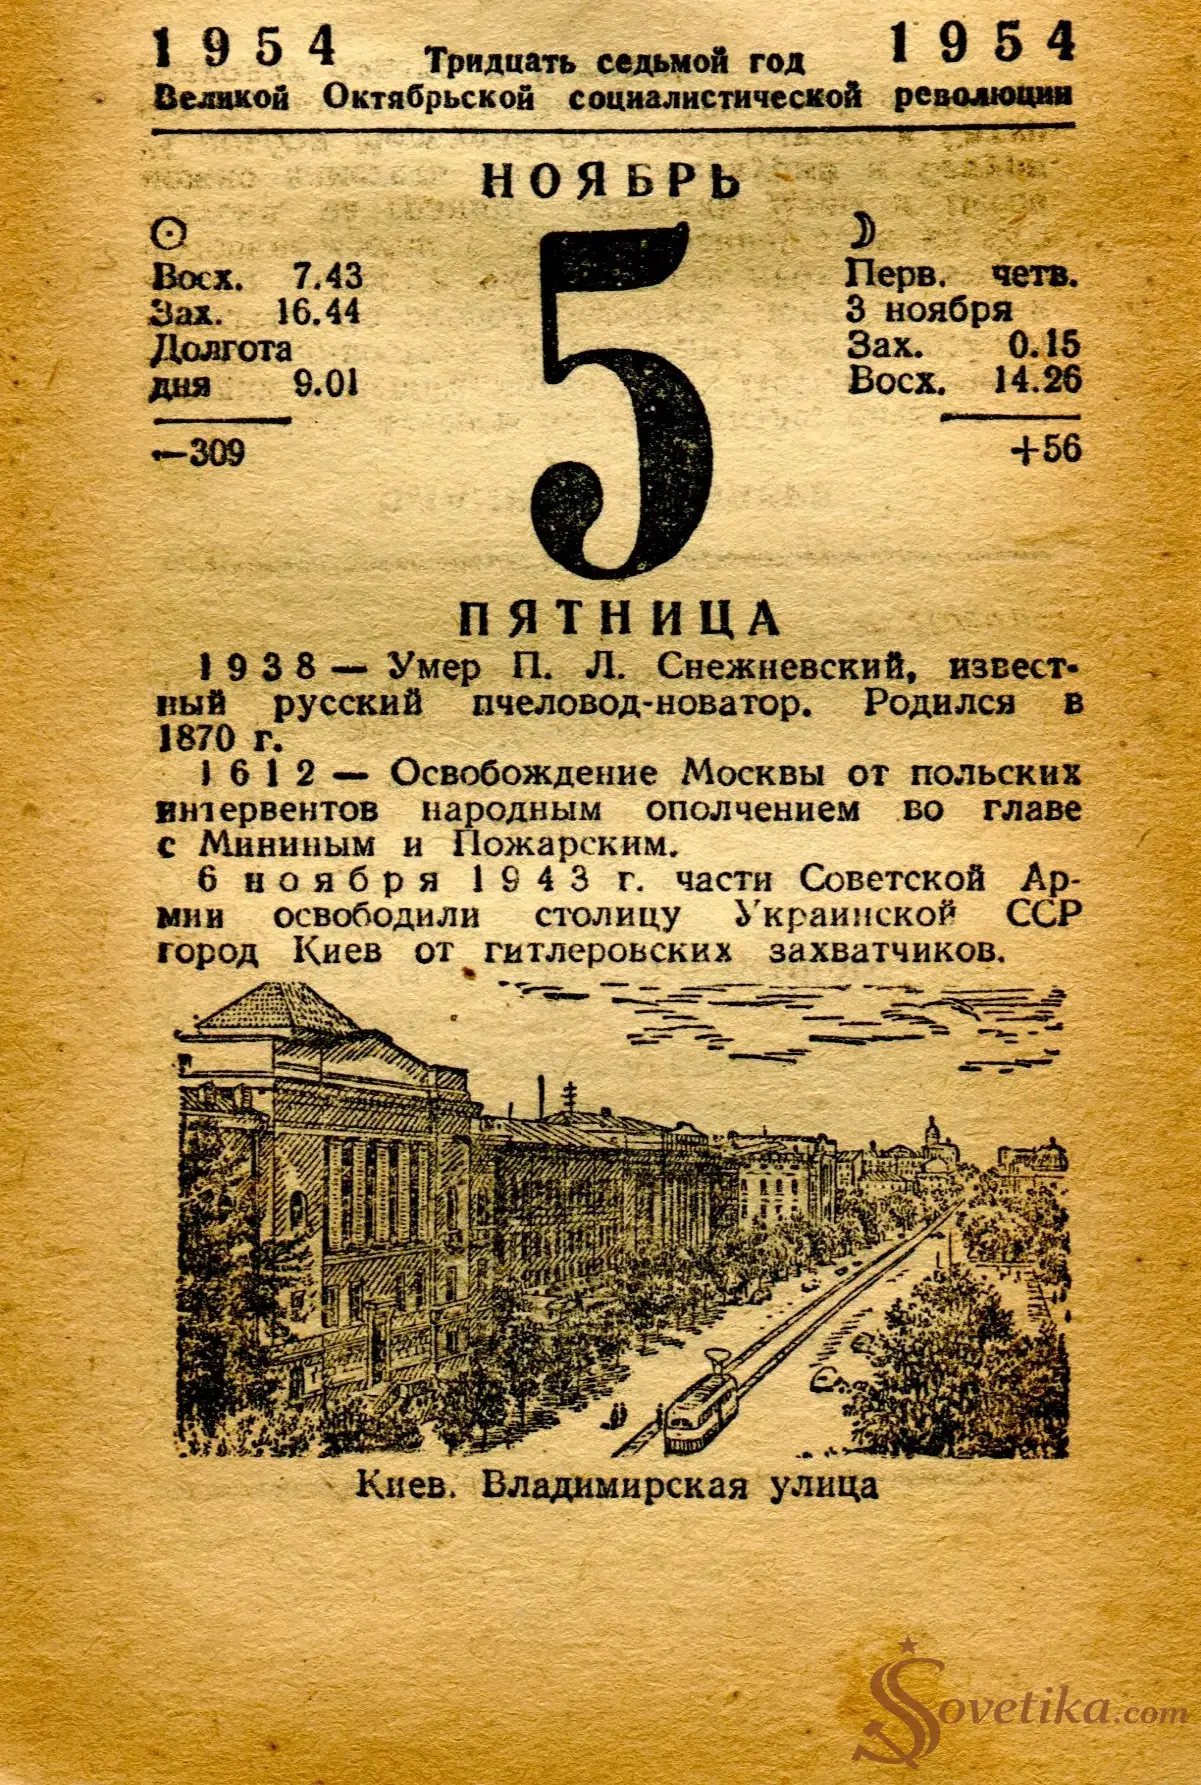 1954 Тридцать седьмой год 1954
Великой Октябрьской социалистической революции
НОЯБРЬ
Восх. 7.43
Зах. 16.44
Долгота
дня 9.01
—309
5
Перв. четв.
3 ноября
Зах. 0.15
Восх. 14.26
+56
ПЯТНИЦА
1938 — Умер П. Л. Снежневский, извест-
ный русский пчеловод-новатор. Родился в
1870 г.
1612 — Освобождение Москвы от польских
интервентов народным ополчением во главе
с Мининым и Пожарским.
6 ноября 1943 г. части Советской Ар-
мии освободили столицу Украинской ССР
город Киев от гитлеровских захватчиков.
Киев. Владимирская улица
Sovetika.com